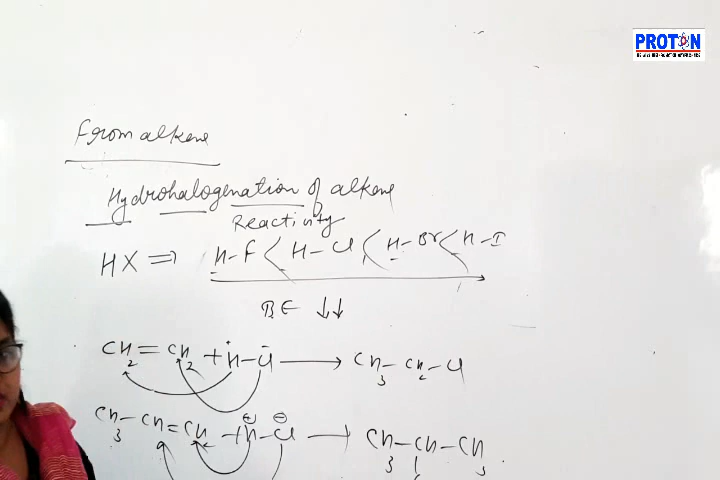 PROTON
From alkene
Hydrohalogenation of alkene
Reactivity
HX ⇒ H-F < H-Cl < H-Br < H-I
BE ↓↓
CH2=CH2 + H-Cl ⟶ CH3-CH2-Cl
CH3-CH=CH2 + H-Cl ⟶ CH3-CH-CH3